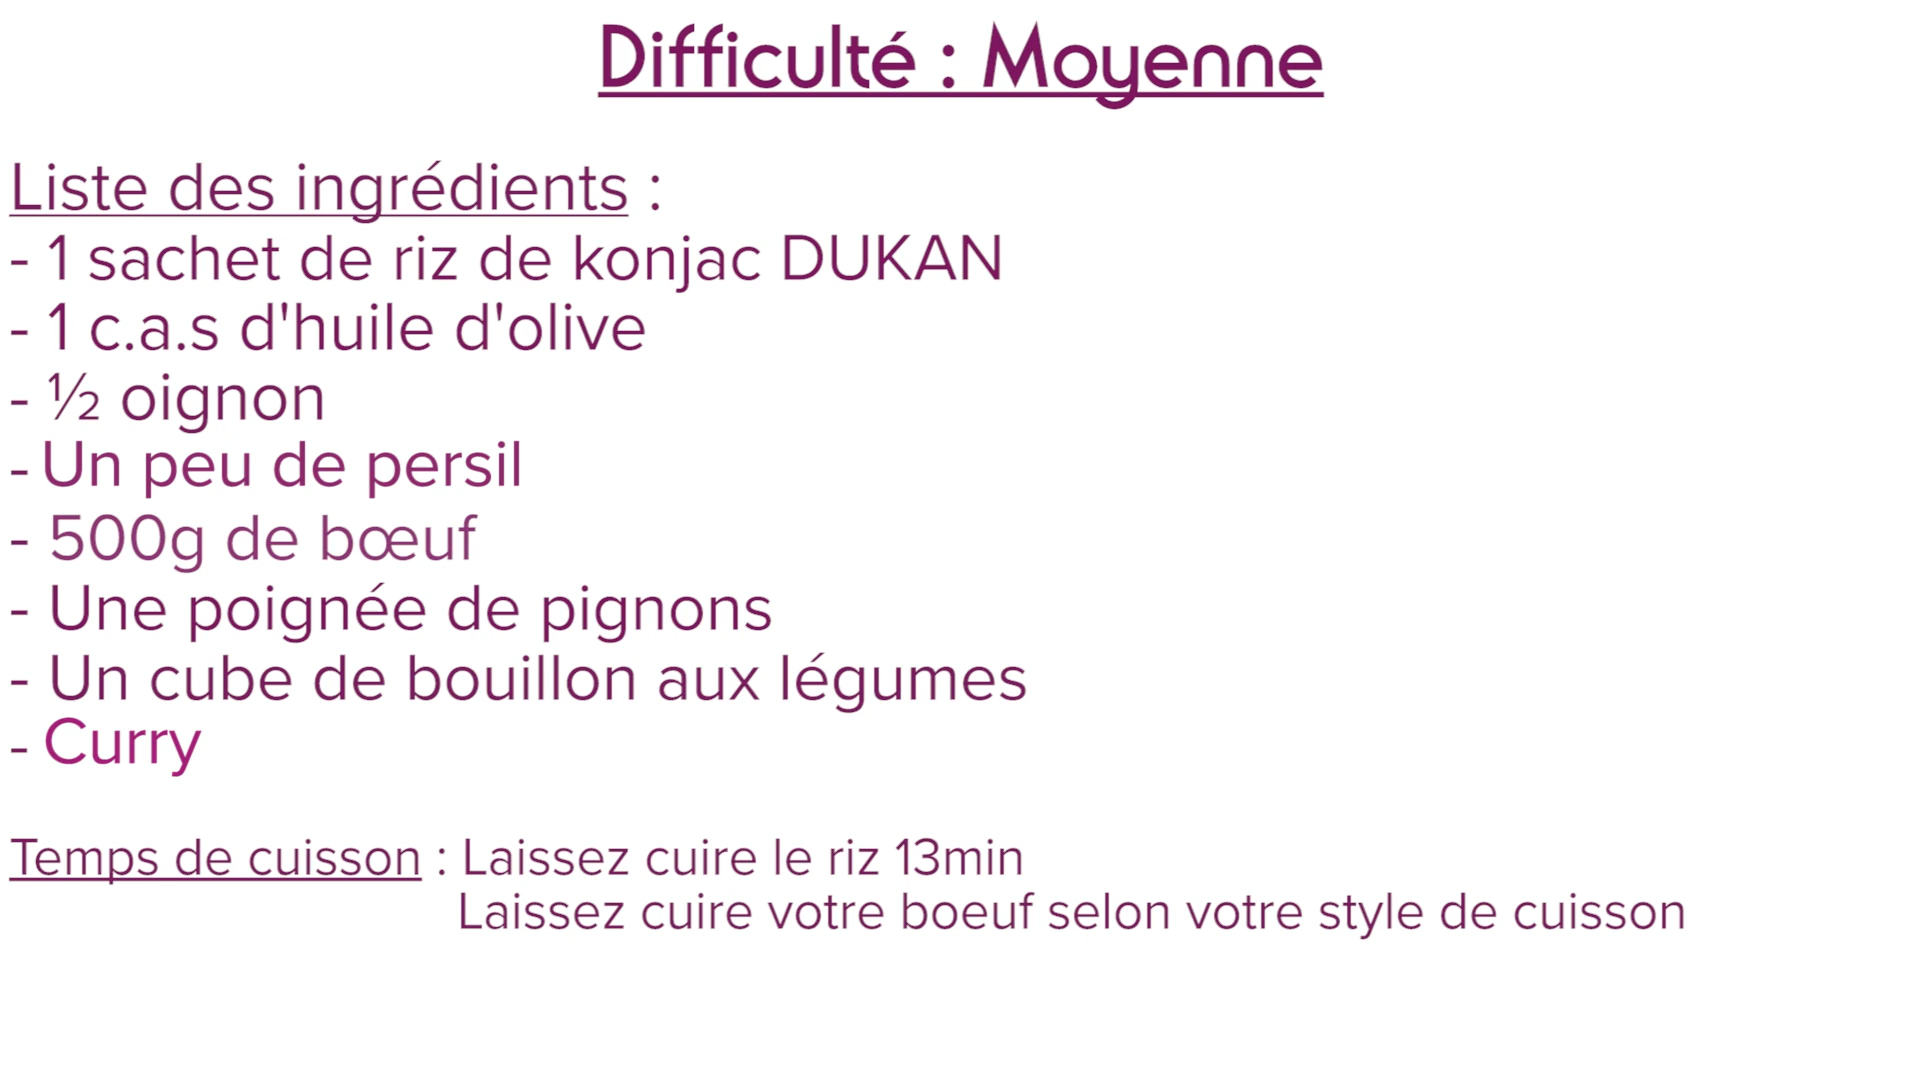 Difficulté : Moyenne
Liste des ingrédients :
- 1 sachet de riz de konjac DUKAN
- 1 c.a.s d'huile d'olive
- ½ oignon
- Un peu de persil
- 500g de bœuf
- Une poignée de pignons
- Un cube de bouillon aux légumes
- Curry
Temps de cuisson : Laissez cuire le riz 13min
Laissez cuire votre boeuf selon votre style de cuisson